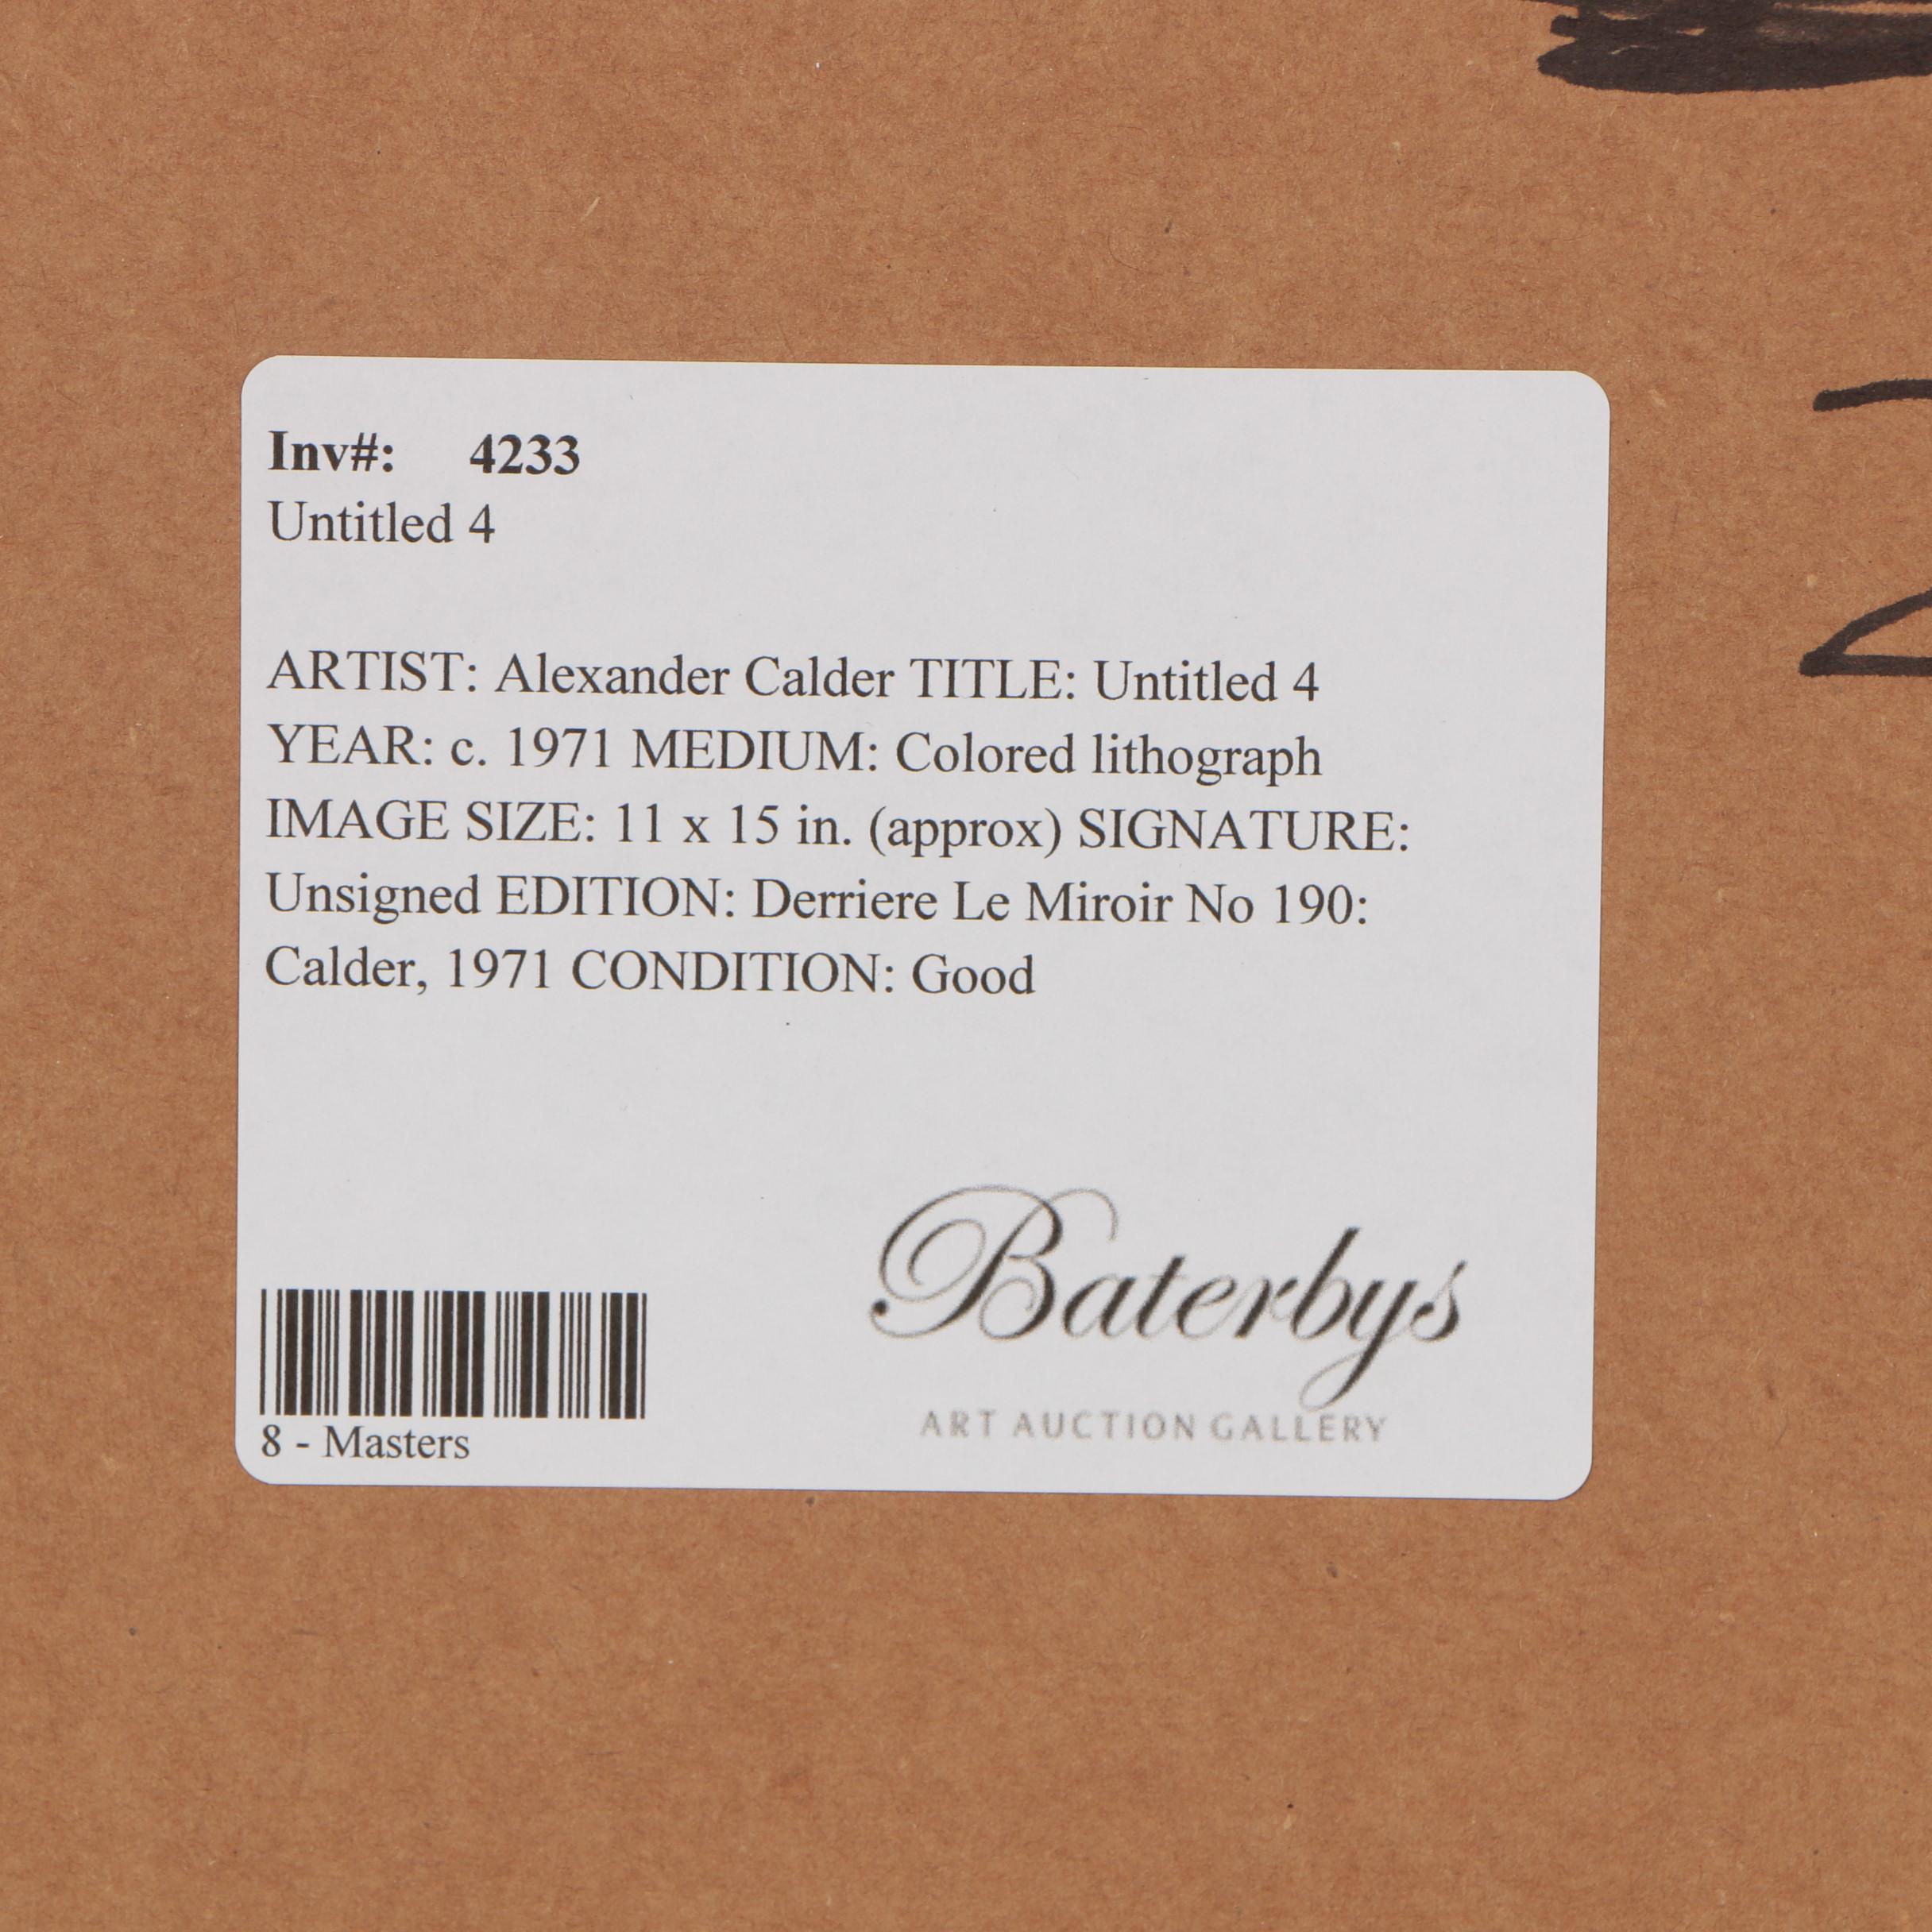 Inv#: 4233
Untitled 4
ARTIST: Alexander Calder TITLE: Untitled 4
YEAR: c. 1971 MEDIUM: Colored lithograph
IMAGE SIZE: 11 x 15 in. (approx) SIGNATURE:
Unsigned EDITION: Derriere Le Miroir No 190:
Calder, 1971 CONDITION: Good
Baterbys
ART AUCTION GALLERY
8 - Masters